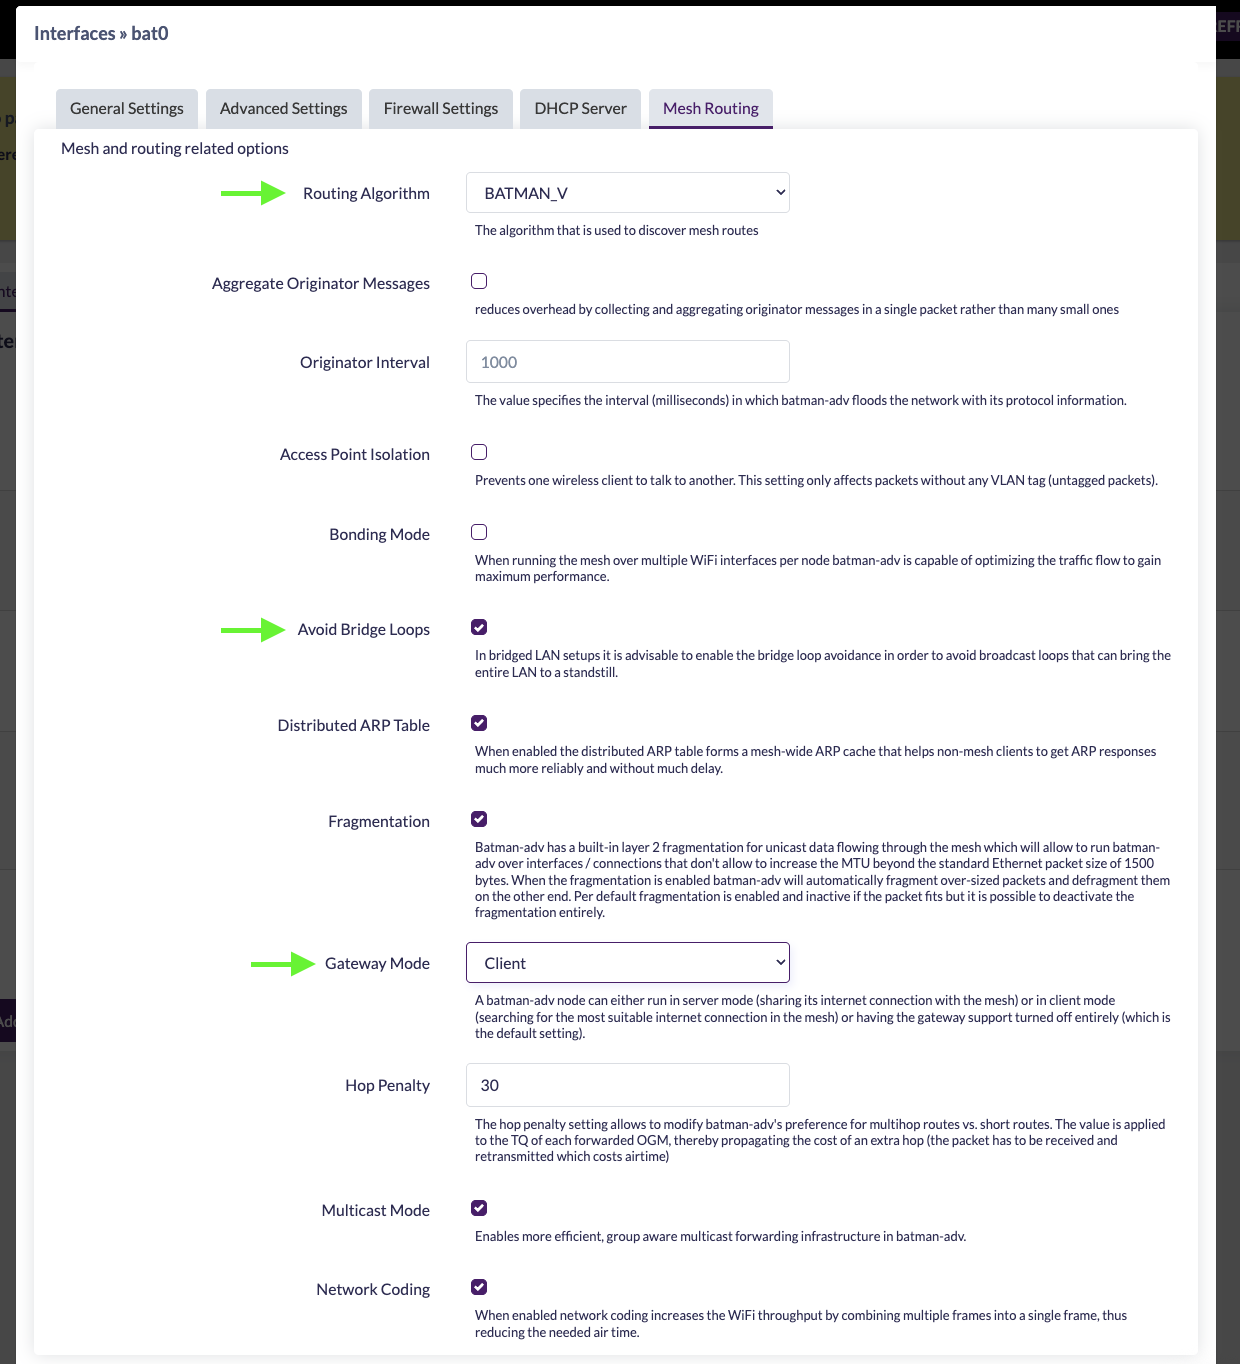 Interfaces » bat0
General Settings
Advanced Settings
Firewall Settings
DHCP Server
Mesh Routing
Mesh and routing related options
Routing Algorithm
BATMAN_V
The algorithm that is used to discover mesh routes
Aggregate Originator Messages
reduces overhead by collecting and aggregating originator messages in a single packet rather than many small ones
Originator Interval
1000
The value specifies the interval (milliseconds) in which batman-adv floods the network with its protocol information.
Access Point Isolation
Prevents one wireless client to talk to another. This setting only affects packets without any VLAN tag (untagged packets).
Bonding Mode
When running the mesh over multiple WiFi interfaces per node batman-adv is capable of optimizing the traffic flow to gain
maximum performance.
Avoid Bridge Loops
In bridged LAN setups it is advisable to enable the bridge loop avoidance in order to avoid broadcast loops that can bring the
entire LAN to a standstill.
Distributed ARP Table
When enabled the distributed ARP table forms a mesh-wide ARP cache that helps non-mesh clients to get ARP responses
much more reliably and without much delay.
Fragmentation
Batman-adv has a built-in layer 2 fragmentation for unicast data flowing through the mesh which will allow to run batman-
adv over interfaces / connections that don't allow to increase the MTU beyond the standard Ethernet packet size of 1500
bytes. When the fragmentation is enabled batman-adv will automatically fragment over-sized packets and defragment them
on the other end. Per default fragmentation is enabled and inactive if the packet fits but it is possible to deactivate the
fragmentation entirely.
Gateway Mode
Client
A batman-adv node can either run in server mode (sharing its internet connection with the mesh) or in client mode
(searching for the most suitable internet connection in the mesh) or having the gateway support turned off entirely (which is
the default setting).
Hop Penalty
30
The hop penalty setting allows to modify batman-adv's preference for multihop routes vs. short routes. The value is applied
to the TQ of each forwarded OGM, thereby propagating the cost of an extra hop (the packet has to be received and
retransmitted which costs airtime)
Multicast Mode
Enables more efficient, group aware multicast forwarding infrastructure in batman-adv.
Network Coding
When enabled network coding increases the WiFi throughput by combining multiple frames into a single frame, thus
reducing the needed air time.